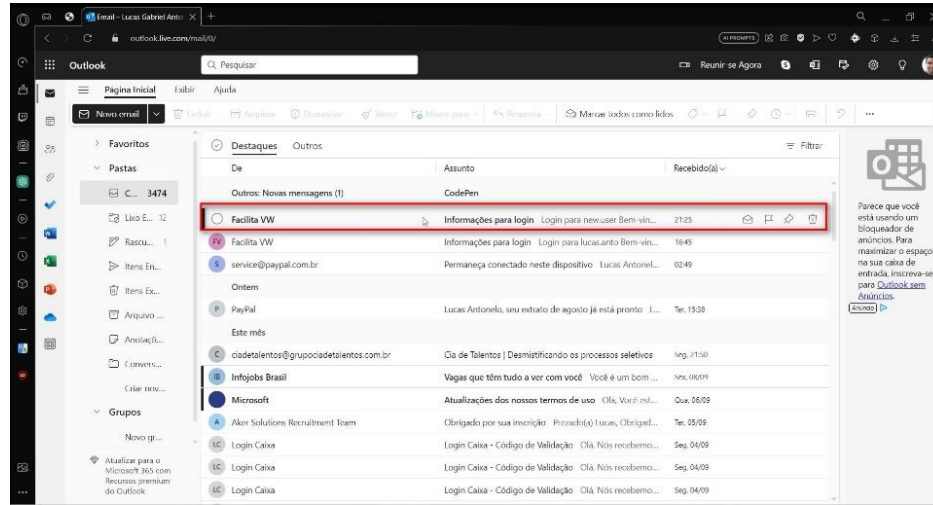 Email – Lucas Gabriel Anto
outlook.live.com/mail/0/
AI PROMPTS
Outlook
Pesquisar
Reunir-se Agora
Página Inicial Exibir Ajuda
Novo email
Arquivar Denunciar
Mover para
Marcar todos como lidos
Favoritos
Pastas
C... 3474
Lixo E... 12
Rascu... 1
Itens En...
Itens Ex...
Arquivo ...
Anotaçõ...
Convers...
Criar nov...
Grupos
Novo gr...
Atualizar para o
Microsoft 365 com
Recursos premium
do Outlook
Destaques Outros Filtrar
De Assunto Recebido(a)
Outros: Novas mensagens (1) CodePen
Facilita VW Informações para login Login para new.user Bem-vin... 21:25
FV Facilita VW Informações para login Login para lucas.anto Bem-vin... 16:45
S service@paypal.com.br Permaneça conectado neste dispositivo Lucas Antonel... 02:49
Ontem
P PayPal Lucas Antonelo, seu extrato de agosto já está pronto Ter, 15:30
Este mês
C ciadetalentos@grupociadetalentos.com.br Cia de Talentos | Desmistificando os processos seletivos Seg, 21:50
IB Infojobs Brasil Vagas que têm tudo a ver com você Você é um bom ... Sex, 08/09
Microsoft Atualizações dos nossos termos de uso Olá, Você est... Qua, 06/09
A Aker Solutions Recruitment Team Obrigado por sua inscrição Prezado(a) Lucas, Obrigad... Ter, 05/09
LC Login Caixa Login Caixa - Código de Validação Olá, Nós recebemo... Seg, 04/09
LC Login Caixa Login Caixa - Código de Validação Olá, Nós recebemo... Seg, 04/09
LC Login Caixa Login Caixa - Código de Validação Olá, Nós recebemo... Seg, 04/09
Parece que você
está usando um
bloqueador de
anúncios. Para
maximizar o espaço
na sua caixa de
entrada, inscreva-se
para Outlook sem
Anúncios.
Anúncio